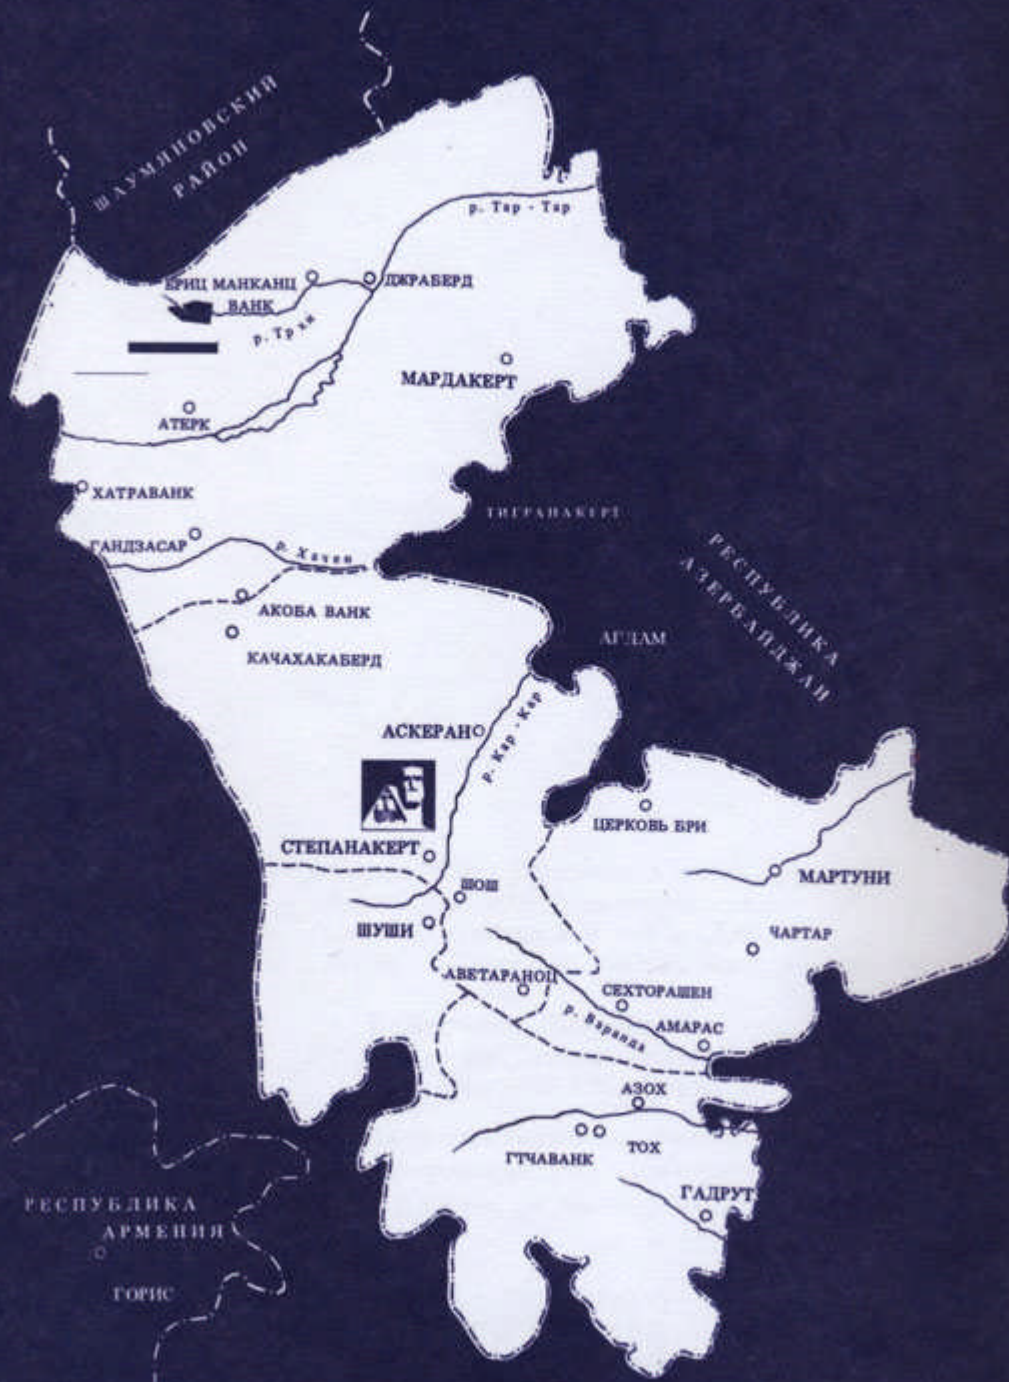 ШАУМЯНОВСКИЙ
РАЙОН
р. Тар - Тар
ЕРИЦ МАНКАНЦ
ВАНК
ДЖРАБЕРД
р. Трхи
МАРДАКЕРТ
АТЕРК
ХАТРАВАНК
ТИГРАНАКЕРТ
ГАНДЗАСАР
р. Хачен
РЕСПУБЛИКА
АЗЕРБАЙДЖАН
АКОБА ВАНК
АГДАМ
КАЧАХАКАБЕРД
АСКЕРАН
р. Кар - Кар
ЦЕРКОВЬ БРИ
СТЕПАНАКЕРТ
МАРТУНИ
ШОШ
ШУШИ
ЧАРТАР
АВЕТАРАНОЦ
СЕХТОРАШЕН
р. Варанда
АМАРАС
АЗОХ
ГТЧАВАНК
ТОХ
ГАДРУТ
РЕСПУБЛИКА
АРМЕНИЯ
ГОРИС